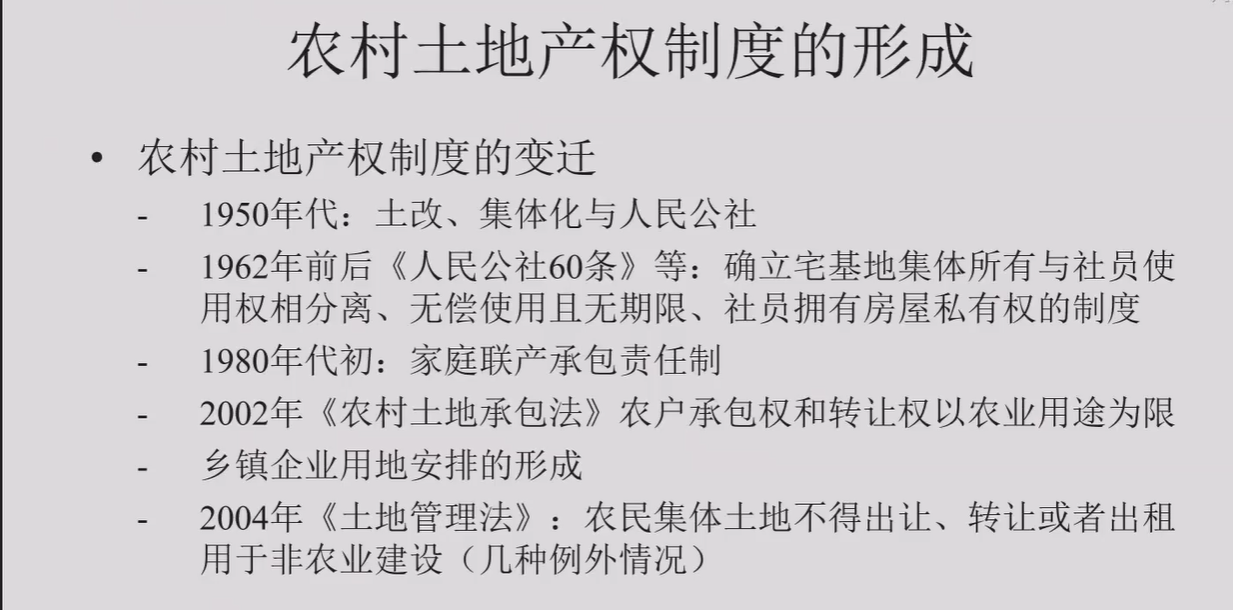 农村土地产权制度的形成
• 农村土地产权制度的变迁
- 1950年代：土改、集体化与人民公社
- 1962年前后《人民公社60条》等：确立宅基地集体所有与社员使
用权相分离、无偿使用且无期限、社员拥有房屋私有权的制度
- 1980年代初：家庭联产承包责任制
- 2002年《农村土地承包法》农户承包权和转让权以农业用途为限
- 乡镇企业用地安排的形成
- 2004年《土地管理法》：农民集体土地不得出让、转让或者出租
用于非农业建设（几种例外情况）